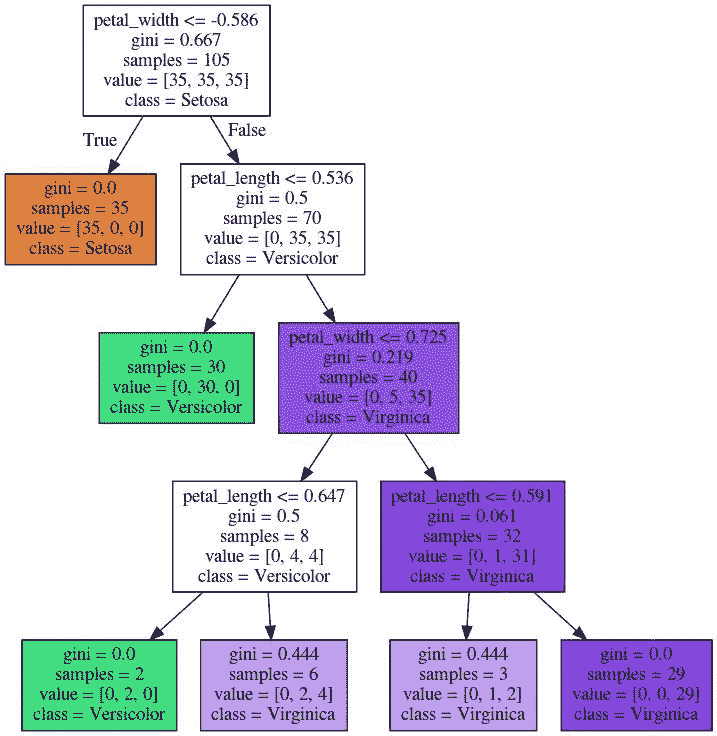 petal_width <= -0.586
gini = 0.667
samples = 105
value = [35, 35, 35]
class = Setosa
True
False
gini = 0.0
samples = 35
value = [35, 0, 0]
class = Setosa
petal_length <= 0.536
gini = 0.5
samples = 70
value = [0, 35, 35]
class = Versicolor
gini = 0.0
samples = 30
value = [0, 30, 0]
class = Versicolor
petal_width <= 0.725
gini = 0.219
samples = 40
value = [0, 5, 35]
class = Virginica
petal_length <= 0.647
gini = 0.5
samples = 8
value = [0, 4, 4]
class = Versicolor
petal_length <= 0.591
gini = 0.061
samples = 32
value = [0, 1, 31]
class = Virginica
gini = 0.0
samples = 2
value = [0, 2, 0]
class = Versicolor
gini = 0.444
samples = 6
value = [0, 2, 4]
class = Virginica
gini = 0.444
samples = 3
value = [0, 1, 2]
class = Virginica
gini = 0.0
samples = 29
value = [0, 0, 29]
class = Virginica